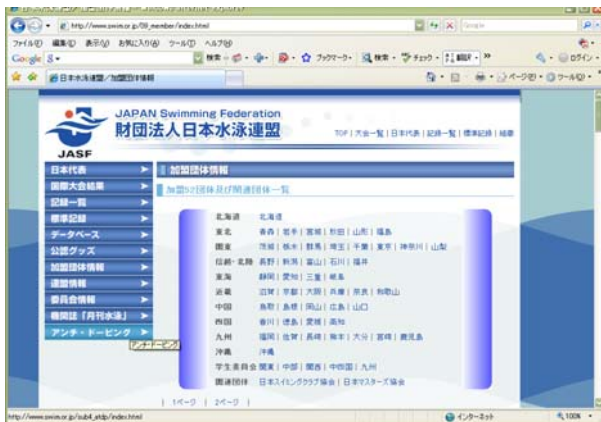 http://www.swim.or.jp/09_member/index.html
ファイル(F) 編集(E) 表示(V) お気に入り(A) ツール(T) ヘルプ(H)
Google
日本水泳連盟/加盟団体情報
JAPAN Swimming Federation
財団法人日本水泳連盟
JASF
TOP | 大会一覧 | 日本代表 | 記録一覧 | 標準記録 | 結果
日本代表
国際大会結果
記録一覧
標準記録
データベース
公認グッズ
加盟団体情報
連盟情報
委員会情報
機関誌「月刊水泳」
アンチ・ドーピング
アンチ・ドーピング
加盟団体情報
加盟52団体及び関連団体一覧
北海道 北海道
東北 青森 | 岩手 | 宮城 | 秋田 | 山形 | 福島
関東 茨城 | 栃木 | 群馬 | 埼玉 | 千葉 | 東京 | 神奈川 | 山梨
信越・北陸 長野 | 新潟 | 富山 | 石川 | 福井
東海 静岡 | 愛知 | 三重 | 岐阜
近畿 滋賀 | 京都 | 大阪 | 兵庫 | 奈良 | 和歌山
中国 鳥取 | 島根 | 岡山 | 広島 | 山口
四国 香川 | 徳島 | 愛媛 | 高知
九州 福岡 | 佐賀 | 長崎 | 熊本 | 大分 | 宮崎 | 鹿児島
沖縄 沖縄
学生委員会 関東 | 中部 | 関西 | 中四国 | 九州
関連団体 日本スイミングクラブ協会 | 日本マスターズ協会
| 1ページ | 2ページ |
http://www.swim.or.jp/sub4_atdp/index.html
インターネット
100%